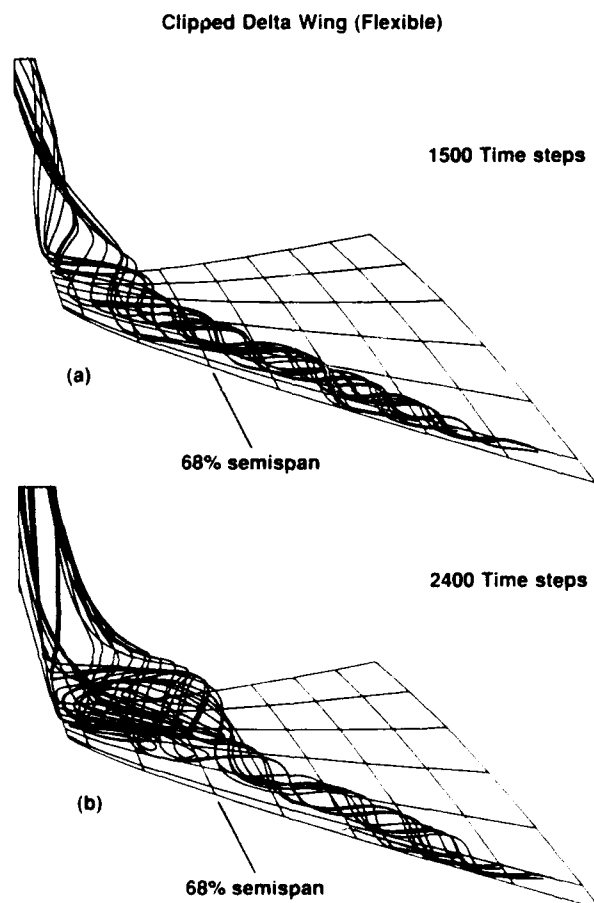 Clipped Delta Wing (Flexible)
1500 Time steps
(a)
68% semispan
2400 Time steps
(b)
68% semispan